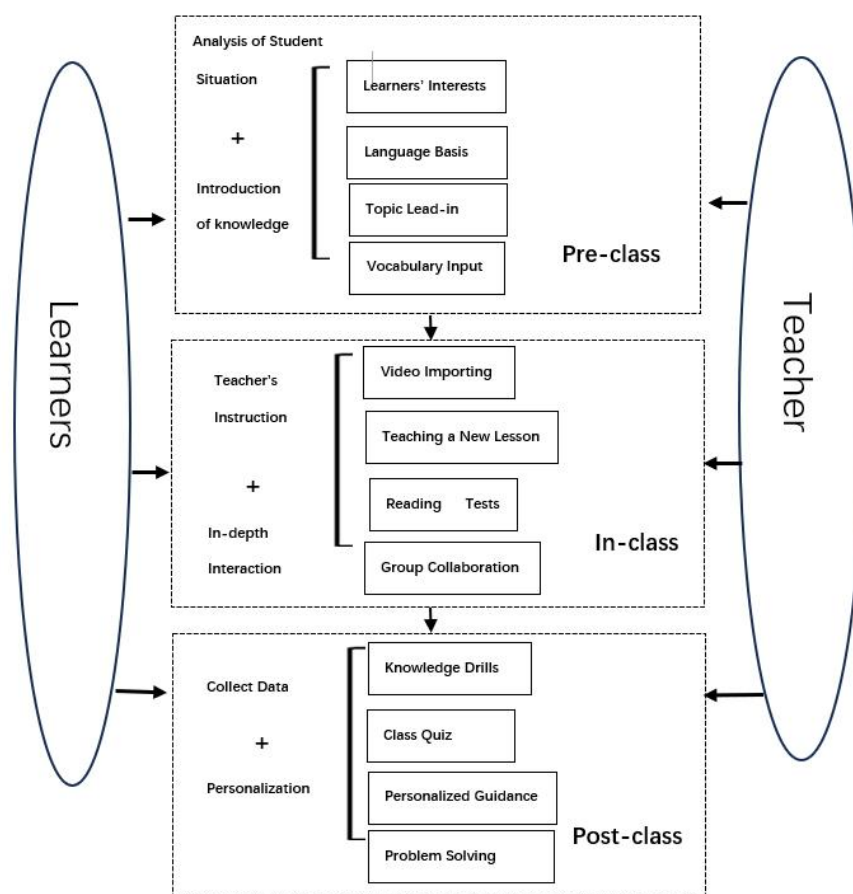 Analysis of Student
Situation
+
Introduction
of knowledge
Learners' Interests
Language Basis
Topic Lead-in
Vocabulary Input
Pre-class
Learners
Teacher
Teacher's
Instruction
+
In-depth
Interaction
Video Importing
Teaching a New Lesson
Reading Tests
Group Collaboration
In-class
Collect Data
+
Personalization
Knowledge Drills
Class Quiz
Personalized Guidance
Problem Solving
Post-class